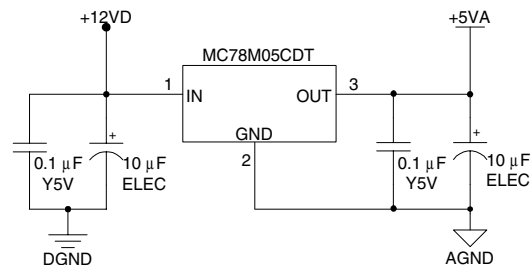 +12VD
+5VA
MC78M05CDT
1
IN
OUT
3
GND
2
+
+
0.1 μF
Y5V
10 μF
ELEC
0.1 μF
Y5V
10 μF
ELEC
DGND
AGND